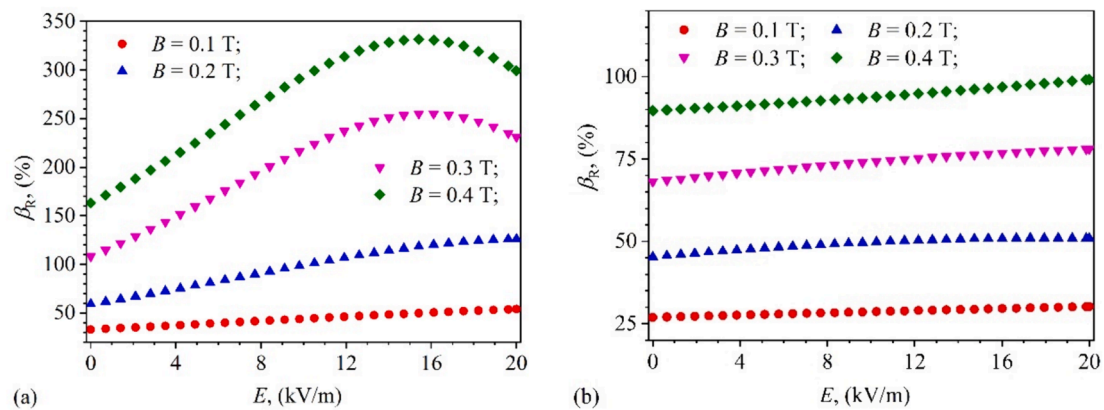 350
300
250
200
150
100
50
β_R, (%)
B = 0.1 T;
B = 0.2 T;
B = 0.3 T;
B = 0.4 T;
0 4 8 12 16 20
(a) E, (kV/m)
100
75
50
25
β_R, (%)
B = 0.1 T; B = 0.2 T;
B = 0.3 T; B = 0.4 T;
0 4 8 12 16 20
(b) E, (kV/m)